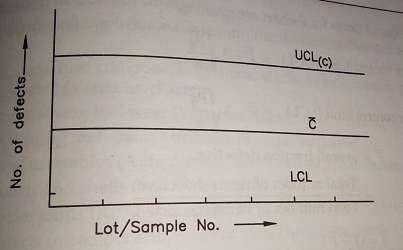 UCL(c)
C̄
LCL
No. of defects
Lot/Sample No.